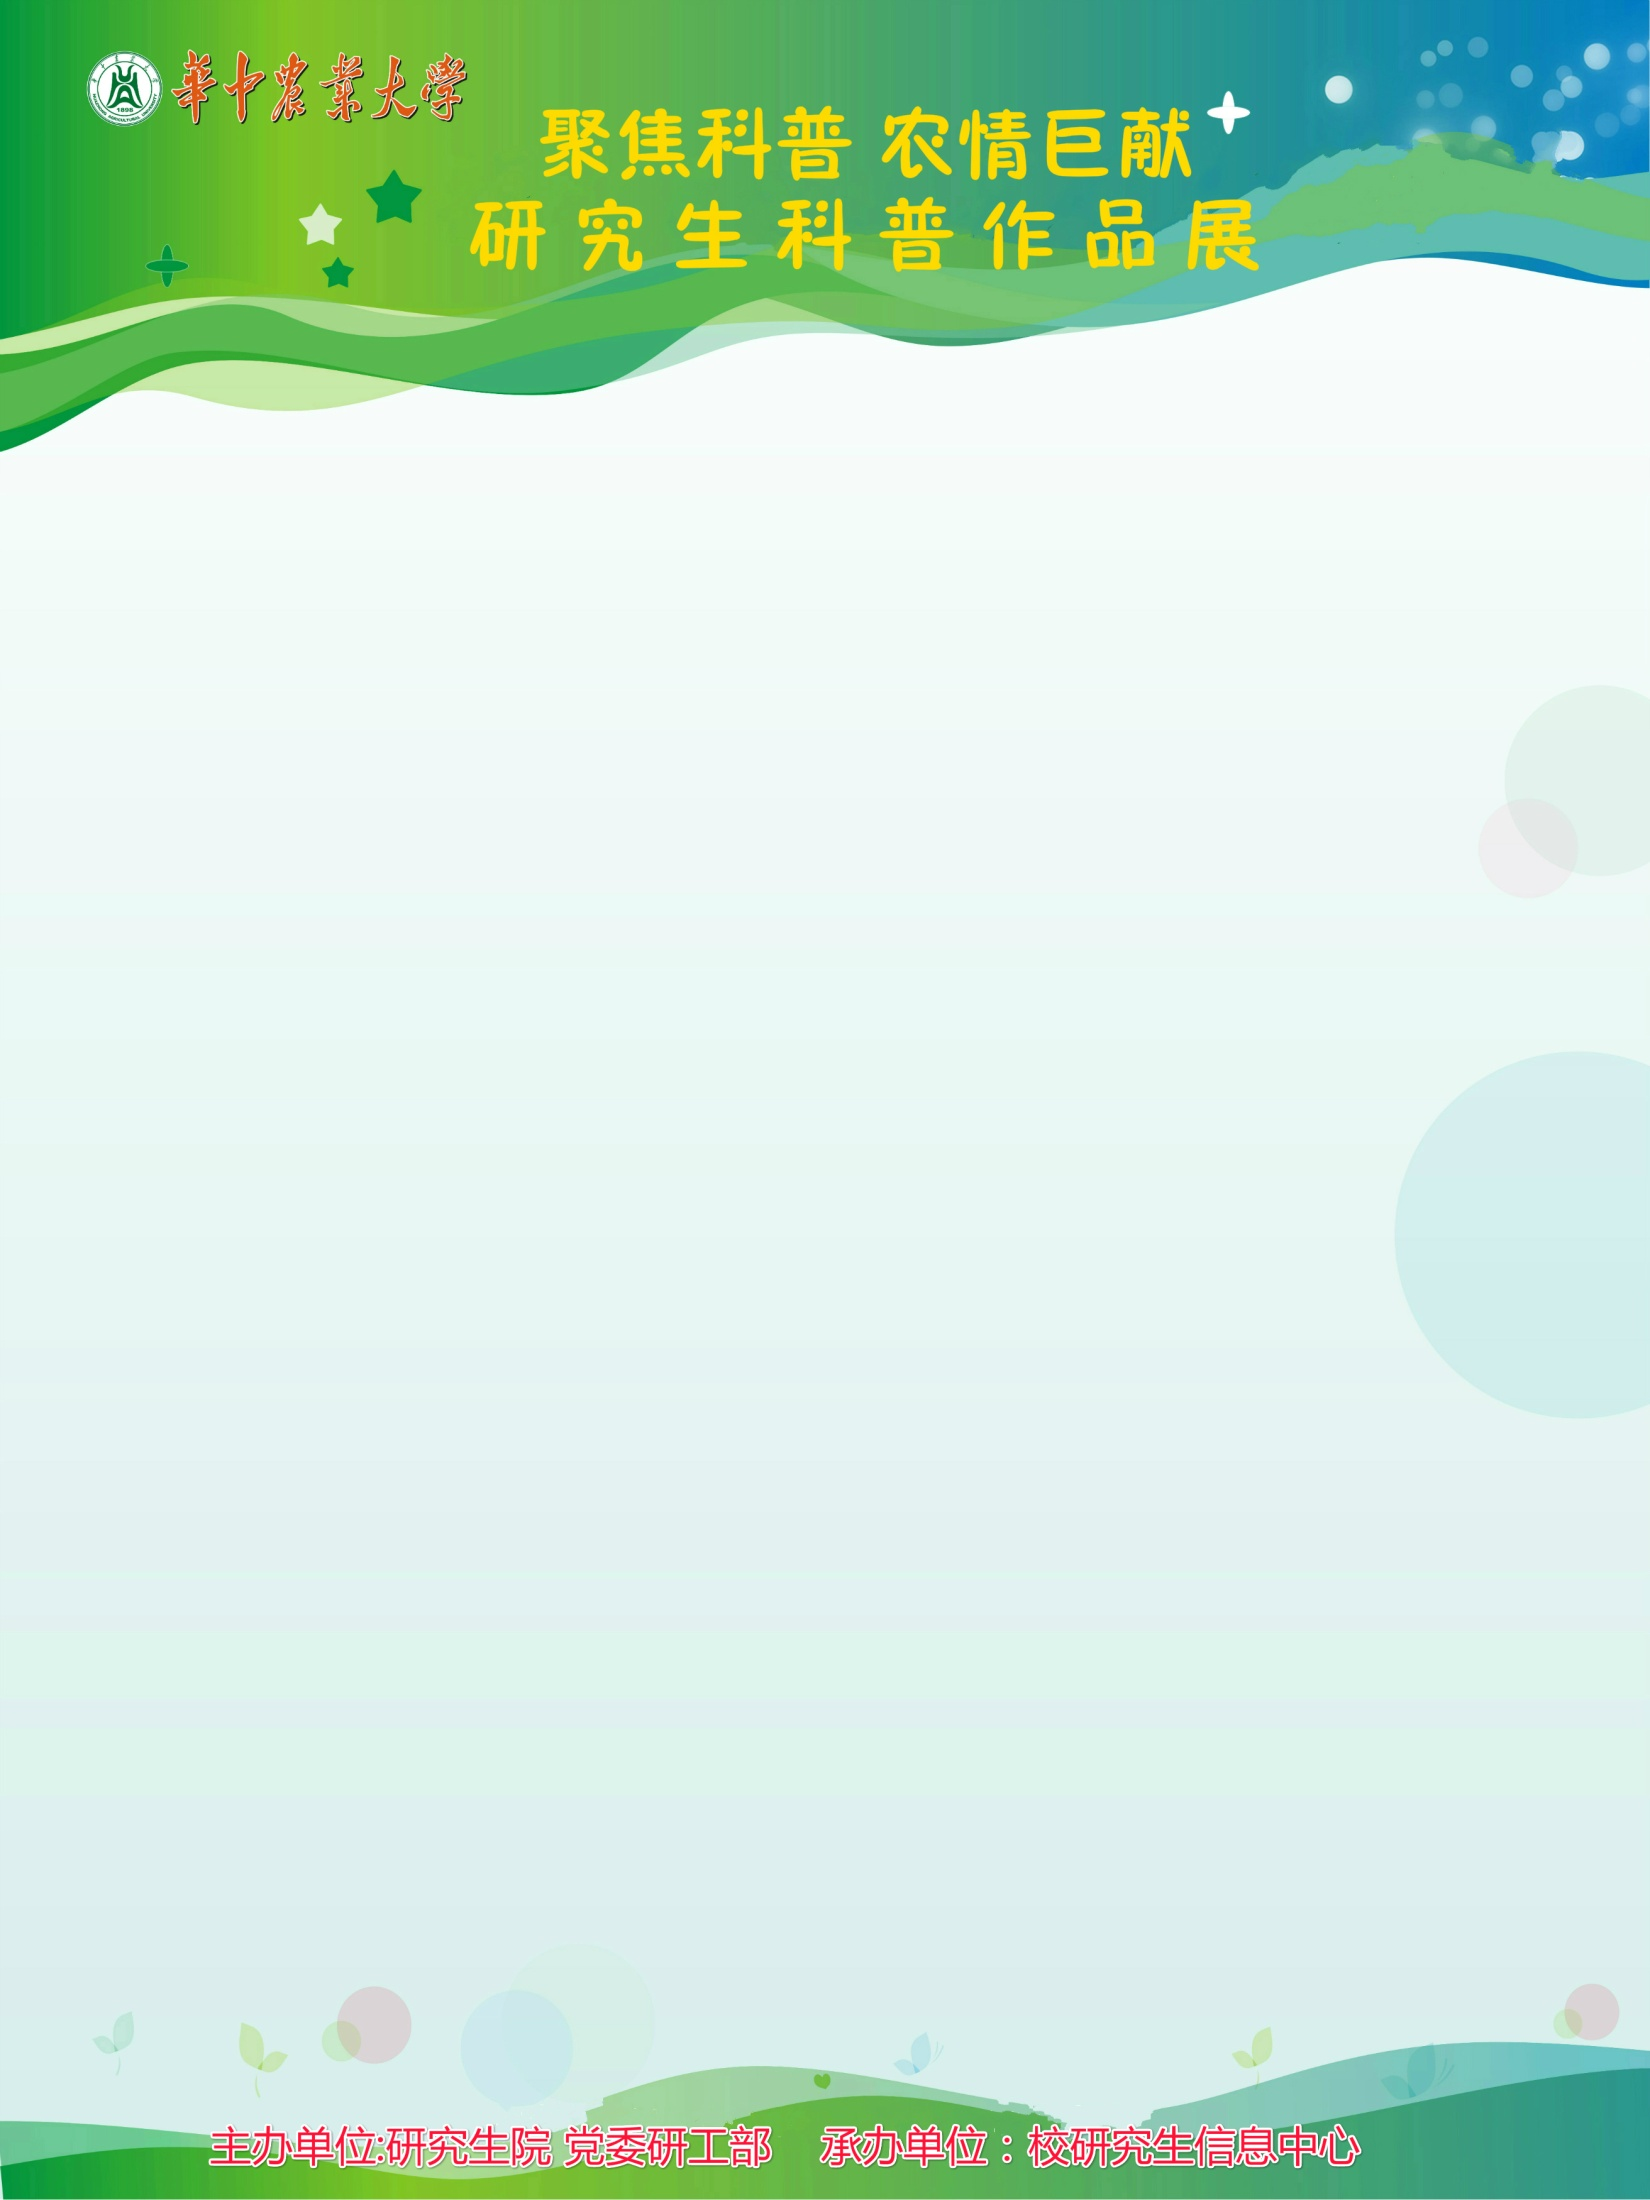 華中農業大學
1898
聚焦科普 农情巨献
研究生科普作品展
主办单位:研究生院 党委研工部 承办单位：校研究生信息中心